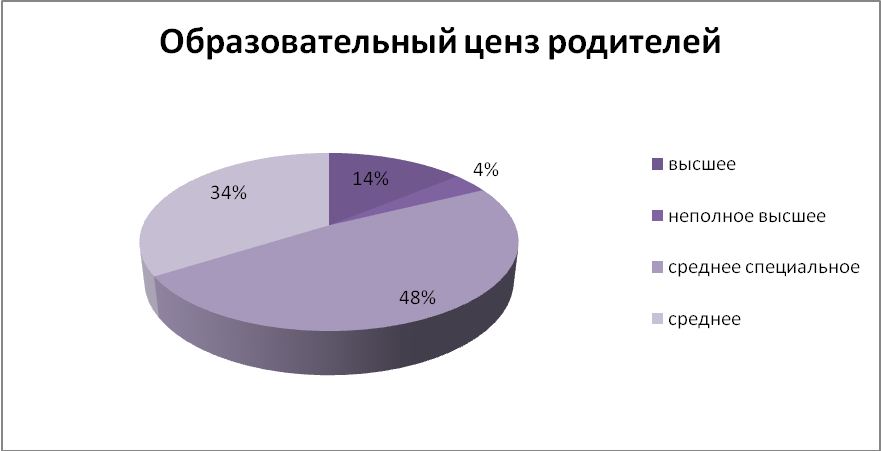 Образовательный ценз родителей
14%
4%
48%
34%
высшее
неполное высшее
среднее специальное
среднее